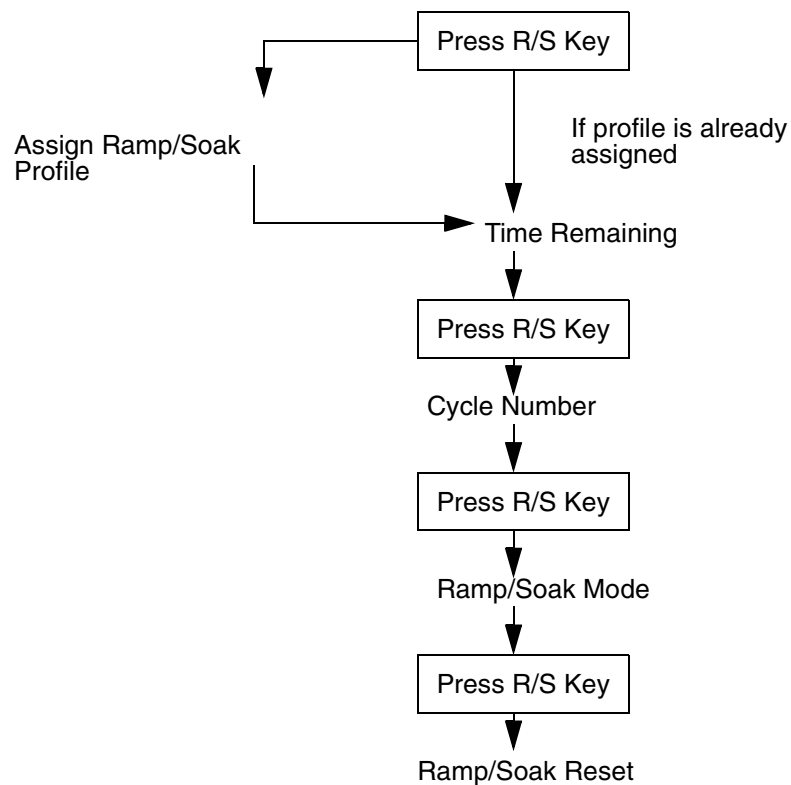 Press R/S Key
If profile is already
assigned
Assign Ramp/Soak
Profile
Time Remaining
Press R/S Key
Cycle Number
Press R/S Key
Ramp/Soak Mode
Press R/S Key
Ramp/Soak Reset